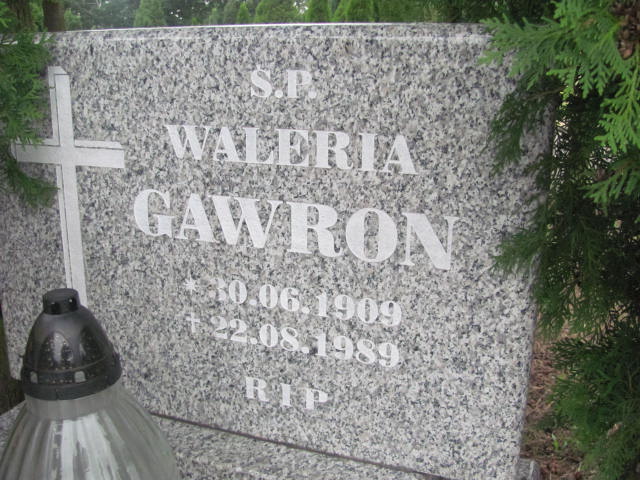 S.P.
WALERIA
GAWRON
* 30.06.1909
† 22.08.1989
RIP